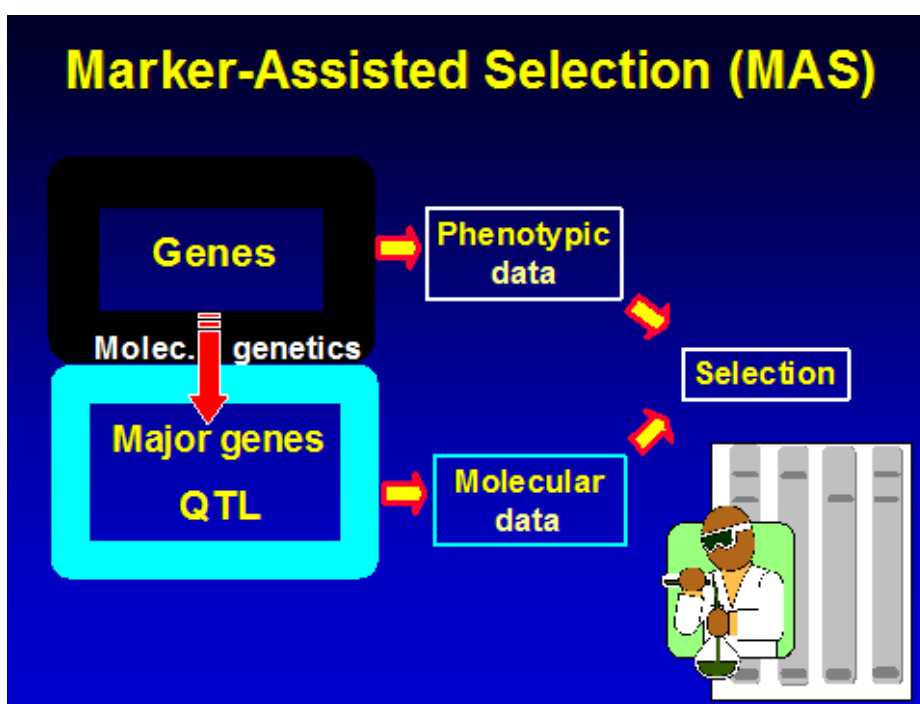 Marker-Assisted Selection (MAS)
Genes
Phenotypic
data
Molec. genetics
Selection
Major genes
QTL
Molecular
data